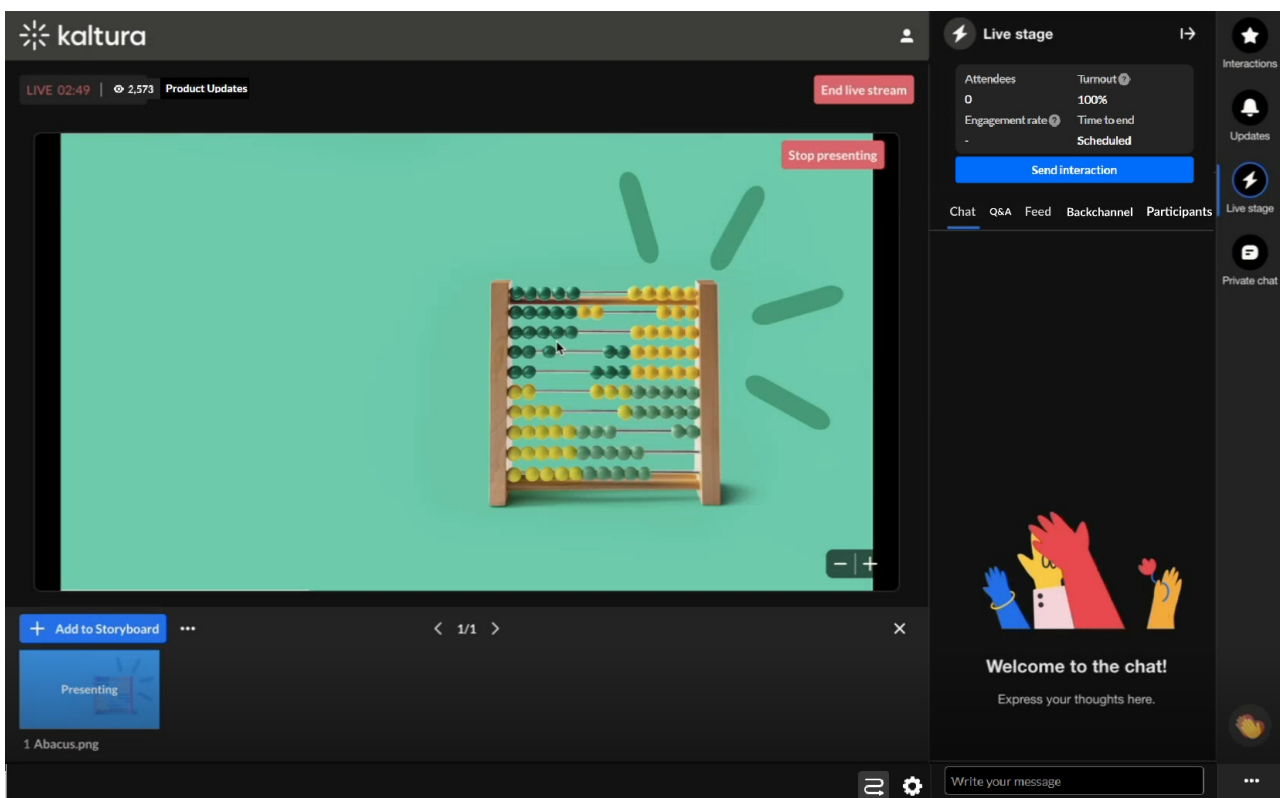 kaltura
LIVE 02:49 | 2,573 Product Updates
End live stream
Stop presenting
+ Add to Storyboard •••
< 1/1 >
Presenting
1 Abacus.png
Live stage
Attendees Turnout ?
0 100%
Engagement rate ? Time to end
- Scheduled
Send interaction
Chat Q&A Feed Backchannel Participants
Welcome to the chat!
Express your thoughts here.
Write your message
Interactions
Updates
Live stage
Private chat